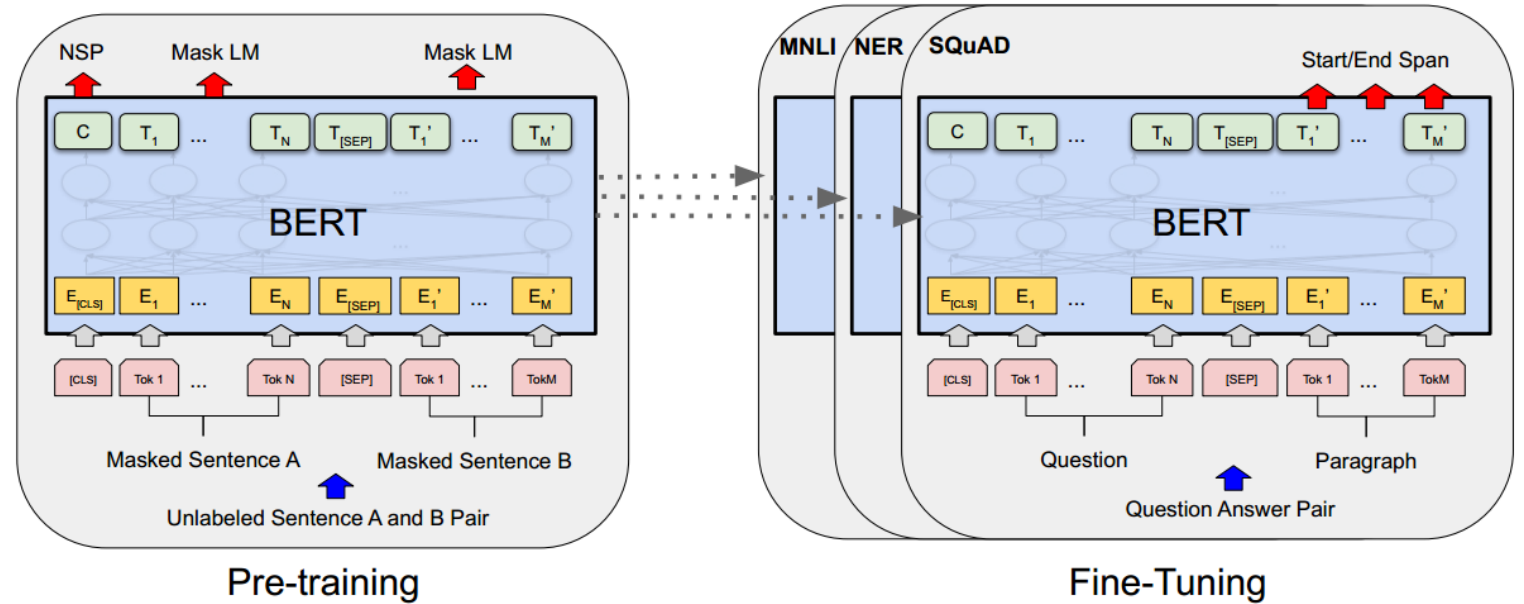 NSP Mask LM Mask LM
C T1 ... TN T[SEP] T1' ... TM'
...
BERT
...
E[CLS] E1 ... EN E[SEP] E1' ... EM'
[CLS] Tok 1 ... Tok N [SEP] Tok 1 ... TokM
Masked Sentence A Masked Sentence B
Unlabeled Sentence A and B Pair
Pre-training
MNLI NER SQuAD
Start/End Span
C T1 ... TN T[SEP] T1' ... TM'
...
BERT
...
E[CLS] E1 ... EN E[SEP] E1' ... EM'
[CLS] Tok 1 ... Tok N [SEP] Tok 1 ... TokM
Question Paragraph
Question Answer Pair
Fine-Tuning